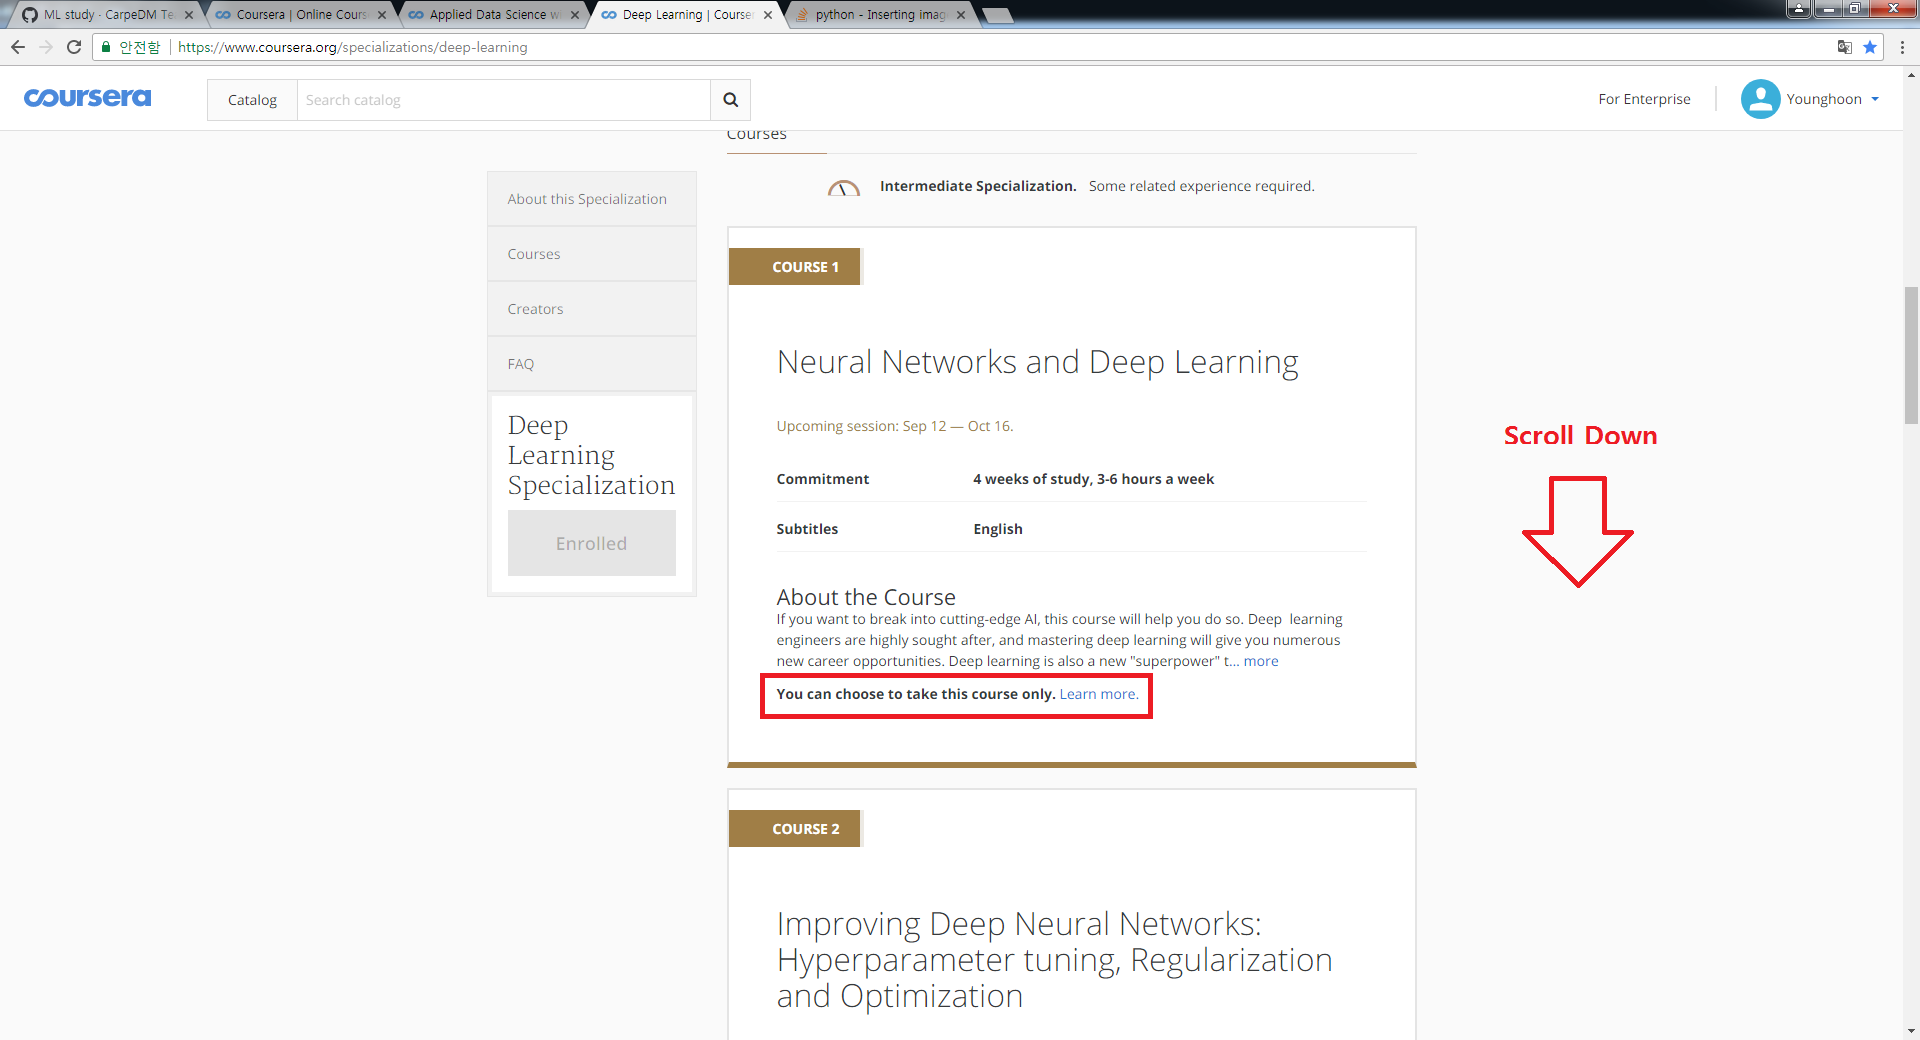 ML study · CarpeDM Te
Coursera | Online Cours
Applied Data Science wi
Deep Learning | Courser
python - Inserting imag
안전함
https://www.coursera.org/specializations/deep-learning
coursera
Catalog
Search catalog
For Enterprise
Younghoon
Courses
About this Specialization
Courses
Creators
FAQ
Deep
Learning
Specialization
Enrolled
Intermediate Specialization. Some related experience required.
COURSE 1
Neural Networks and Deep Learning
Upcoming session: Sep 12 — Oct 16.
Commitment 4 weeks of study, 3-6 hours a week
Subtitles English
About the Course
If you want to break into cutting-edge AI, this course will help you do so. Deep learning
engineers are highly sought after, and mastering deep learning will give you numerous
new career opportunities. Deep learning is also a new "superpower" t... more
You can choose to take this course only. Learn more.
Scroll Down
COURSE 2
Improving Deep Neural Networks:
Hyperparameter tuning, Regularization
and Optimization